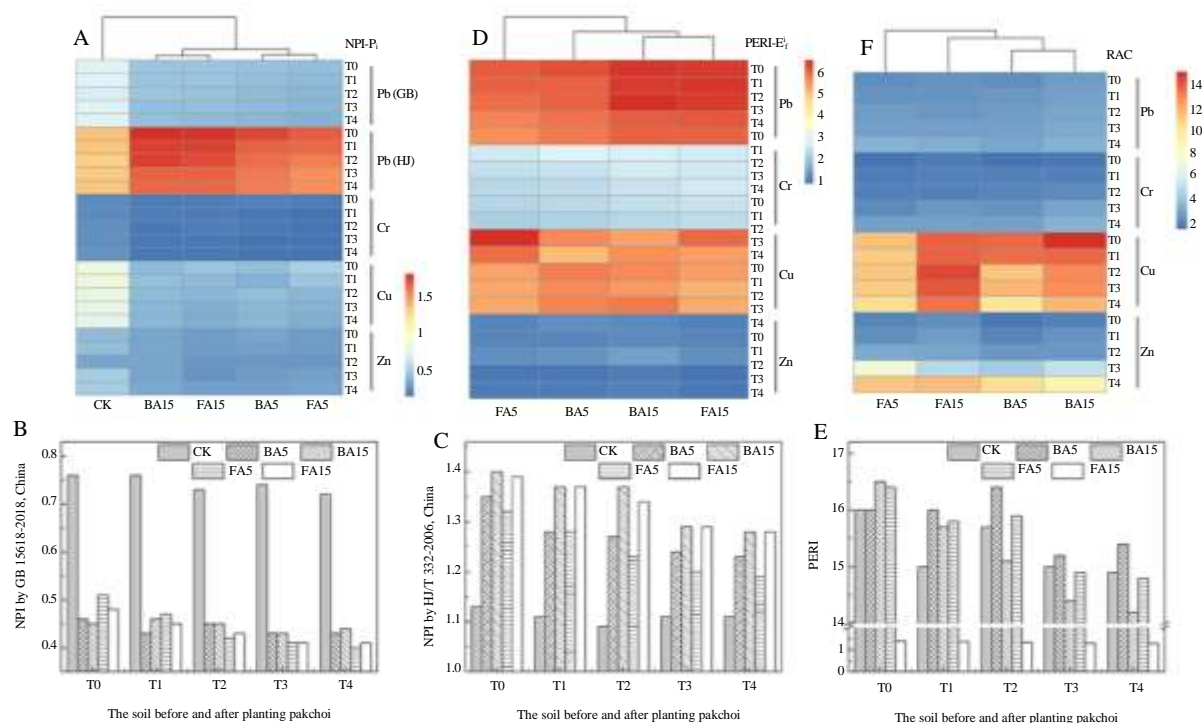 A
NPI-Pi
T0
T1
T2
T3
T4
Pb (GB)
T0
T1
T2
T3
T4
Pb (HJ)
T0
T1
T2
T3
T4
Cr
T0
T1
T2
T3
T4
Cu
T0
T1
T2
T3
T4
Zn
1.5
1
0.5
CK BA15 FA15 BA5 FA5
D
PERI-Eir
T0
T1
T2
T3
T4
T0
Pb
T1
T2
T3
T4
T0
T1
Cr
T2
T3
T4
T0
T1
T2
T3
Cu
T4
T0
T1
T2
T3
T4
Zn
6
5
4
3
2
1
FA5 BA5 BA15 FA15
F
RAC
T0
T1
T2
T3
T4
Pb
T0
T1
T2
T3
T4
Cr
T0
T1
T2
T3
T4
Cu
T0
T1
T2
T3
T4
Zn
14
12
10
8
6
4
2
FA5 FA15 BA5 BA15
B
NPI by GB 15618-2018, China
0.8
0.7
0.6
0.5
0.4
CK BA5 BA15
FA5 FA15
T0 T1 T2 T3 T4
The soil before and after planting pakchoi
C
NPI by HJ/T 332-2006, China
1.4
1.3
1.2
1.1
1.0
CK BA5 BA15
FA5 FA15
T0 T1 T2 T3 T4
The soil before and after planting pakchoi
E
PERI
17
16
15
14
1
0
CK BA5 BA15
FA5 FA15
T0 T1 T2 T3 T4
The soil before and after planting pakchoi